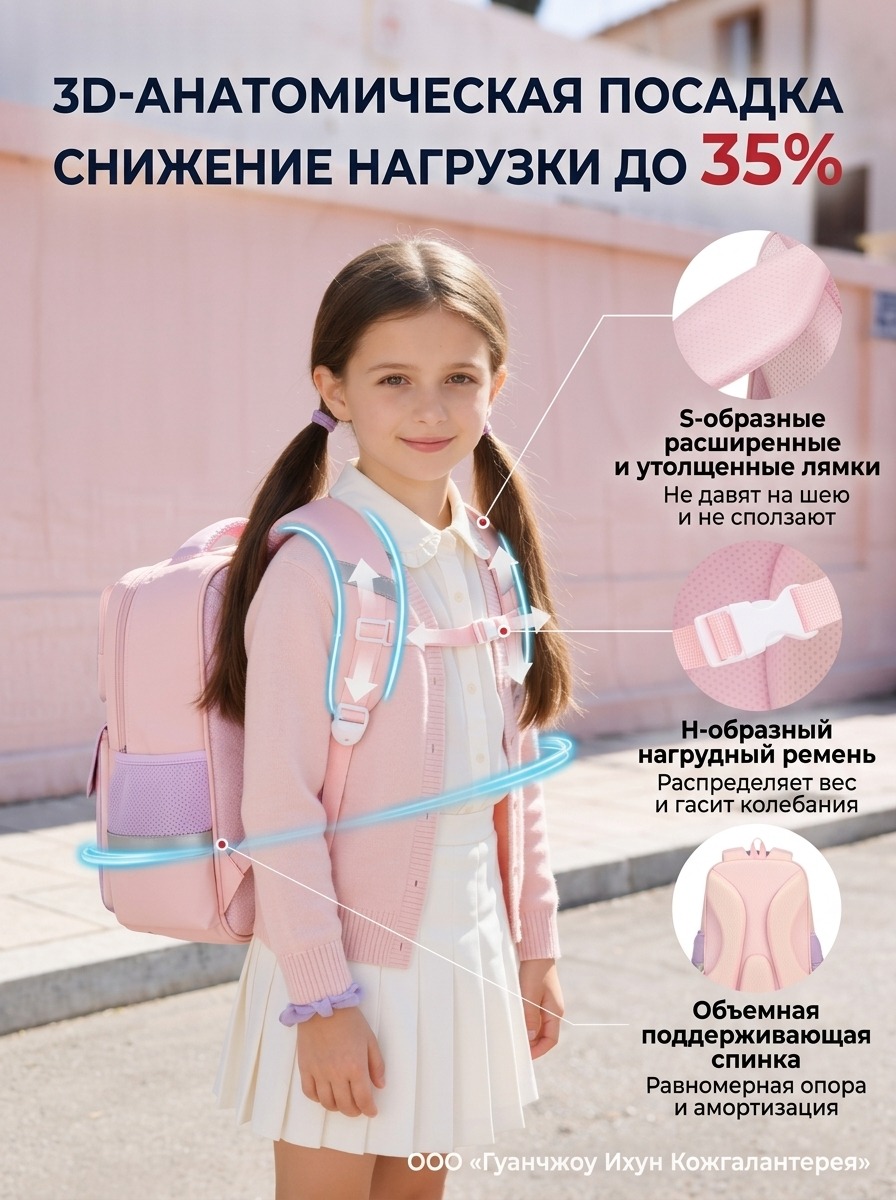 3D-АНАТОМИЧЕСКАЯ ПОСАДКА
СНИЖЕНИЕ НАГРУЗКИ ДО 35%
S-образные
расширенные
и утолщенные лямки
Не давят на шею
и не сползают
Н-образный
нагрудный ремень
Распределяет вес
и гасит колебания
Объемная
поддерживающая
спинка
Равномерная опора
и амортизация
ООО «Гуанчжоу Ихун Кожгалантерея»